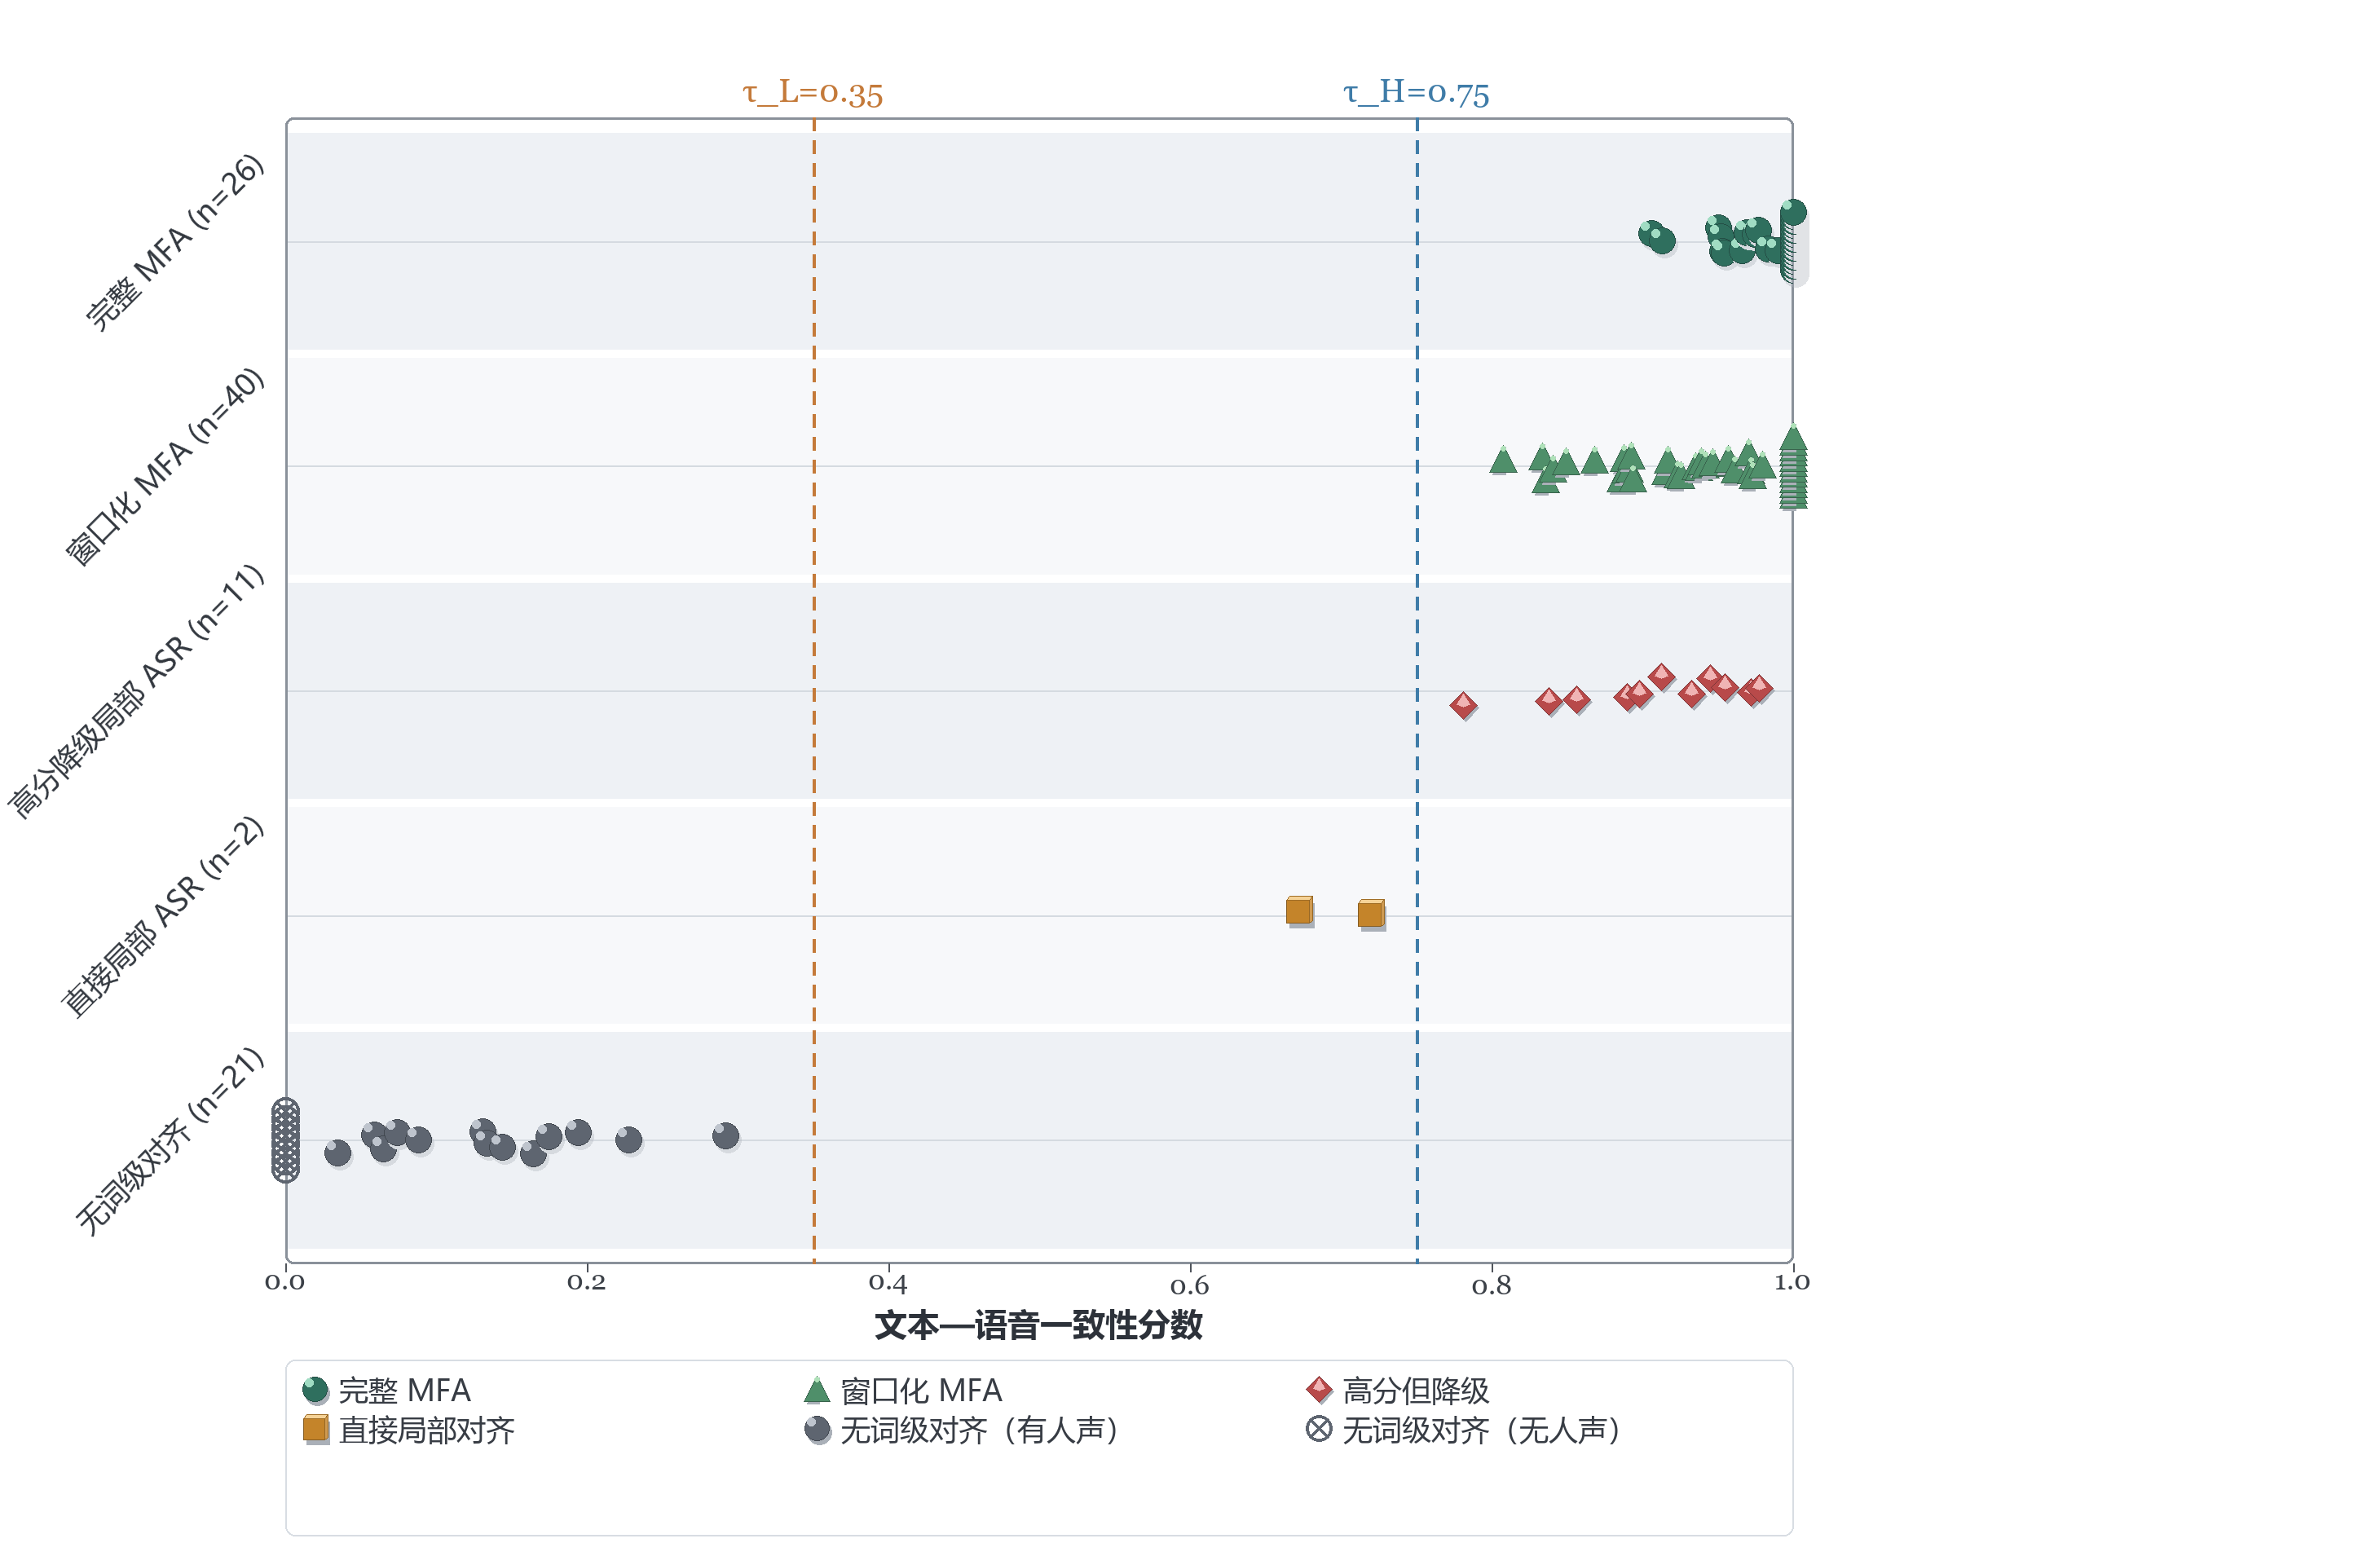 τ_L=0.35
τ_H=0.75
完整 MFA (n=26)
窗口化 MFA (n=40)
高分降级局部 ASR (n=11)
直接局部 ASR (n=2)
无词级对齐 (n=21)
0.0
0.2
0.4
0.6
0.8
1.0
文本—语音一致性分数
完整 MFA
窗口化 MFA
高分但降级
直接局部对齐
无词级对齐（有人声）
无词级对齐（无人声）